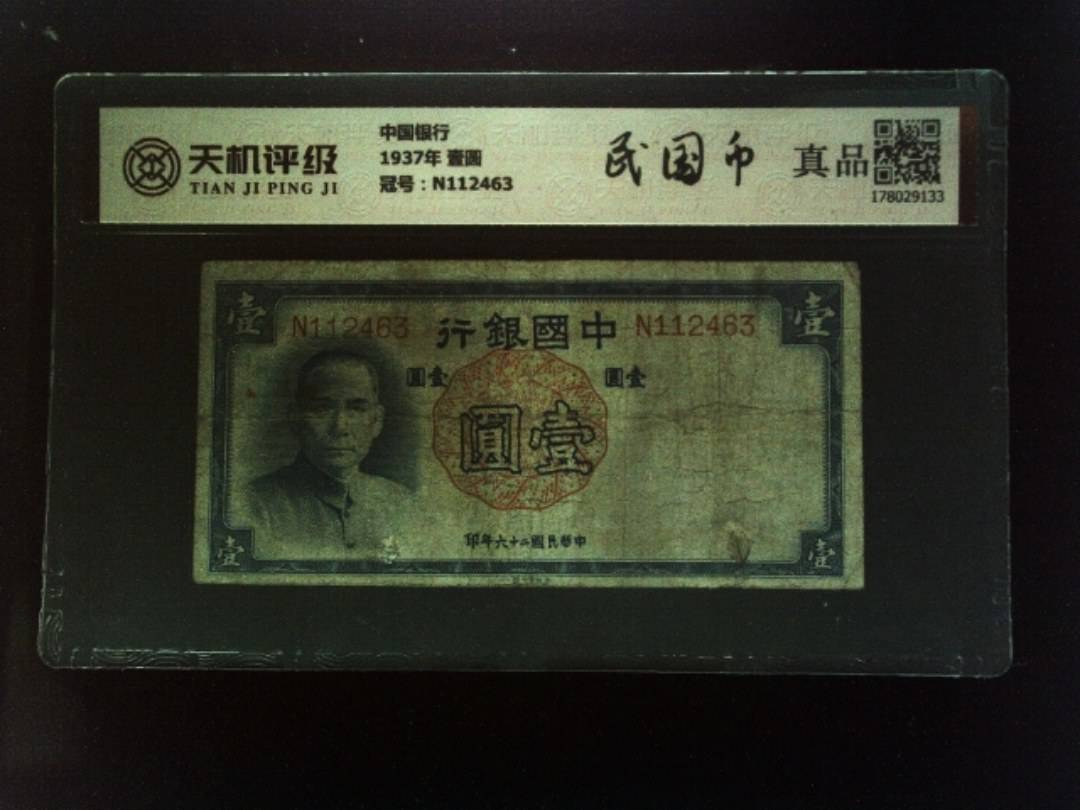 天机评级
TIAN JI PING JI
中国银行
1937年 壹圆
冠号：N112463
民国币
真品
178029133
壹
壹
N112463
行銀國中
N112463
圓壹
圓壹
圓壹
印年六十二國民華中
壹
壹